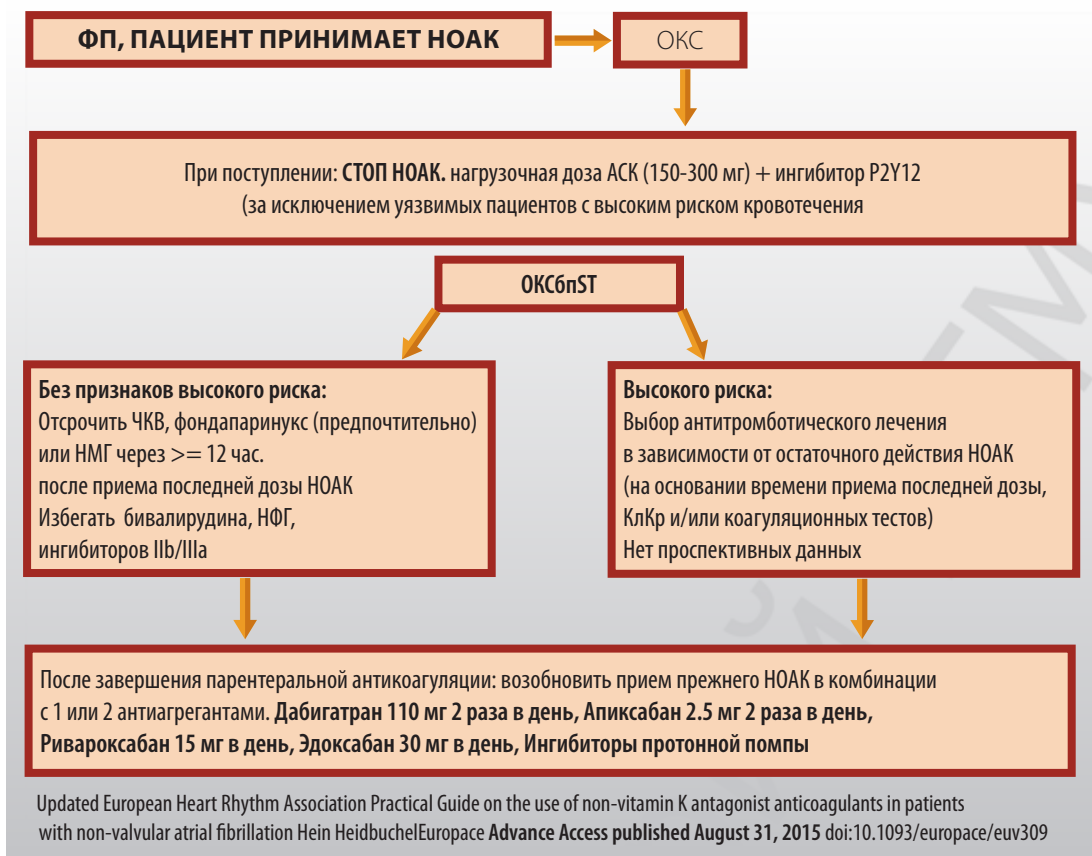 ФП, ПАЦИЕНТ ПРИНИМАЕТ НОАК
ОКС
При поступлении: СТОП НОАК. нагрузочная доза АСК (150-300 мг) + ингибитор P2Y12
(за исключением уязвимых пациентов с высоким риском кровотечения
ОКСбпST
Без признаков высокого риска:
Отсрочить ЧКВ, фондапаринукс (предпочтительно)
или НМГ через >= 12 час.
после приема последней дозы НОАК
Избегать бивалирудина, НФГ,
ингибиторов IIb/IIIa
Высокого риска:
Выбор антитромботического лечения
в зависимости от остаточного действия НОАК
(на основании времени приема последней дозы,
КлКр и/или коагуляционных тестов)
Нет проспективных данных
После завершения парентеральной антикоагуляции: возобновить прием прежнего НОАК в комбинации
с 1 или 2 антиагрегантами. Дабигатран 110 мг 2 раза в день, Апиксабан 2.5 мг 2 раза в день,
Ривароксабан 15 мг в день, Эдоксабан 30 мг в день, Ингибиторы протонной помпы
Updated European Heart Rhythm Association Practical Guide on the use of non-vitamin K antagonist anticoagulants in patients
with non-valvular atrial fibrillation Hein HeidbuchelEuropace Advance Access published August 31, 2015 doi:10.1093/europace/euv309